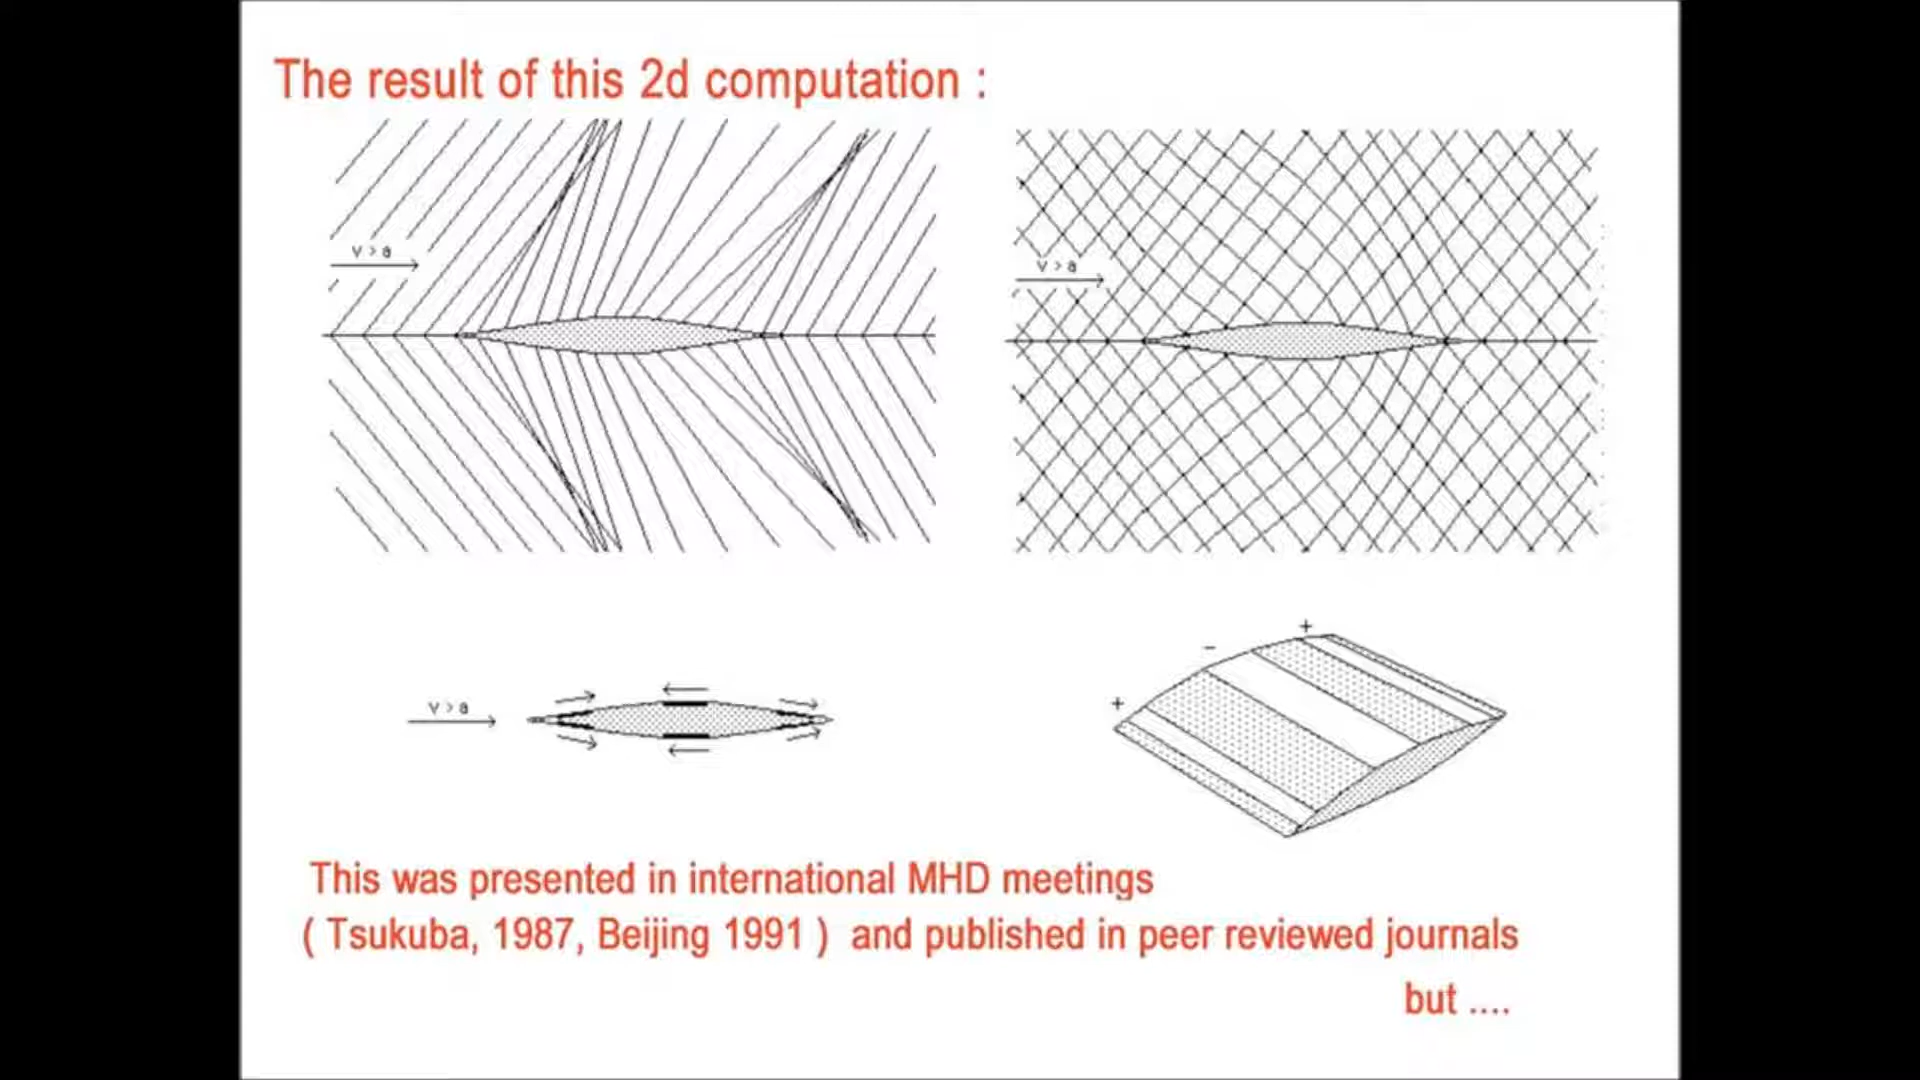 The result of this 2d computation :
V > a
V > a
V > a
+
−
+
This was presented in international MHD meetings
( Tsukuba, 1987, Beijing 1991 ) and published in peer reviewed journals
but ....